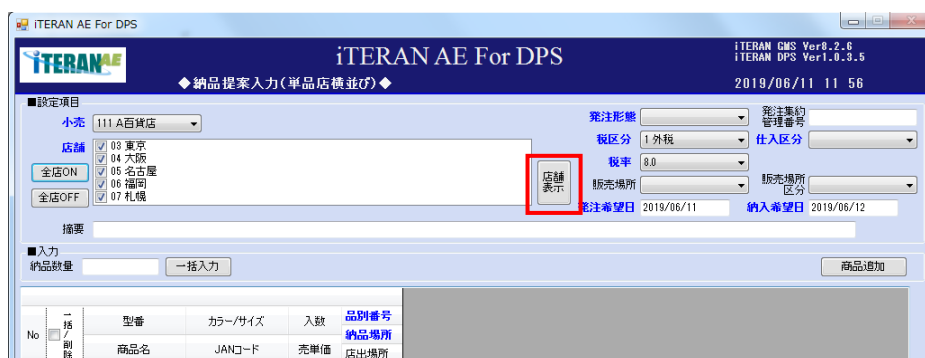 iTERAN AE For DPS
iTERAN AE
iTERAN AE For DPS
iTERAN GMS Ver8.2.6
iTERAN DPS Ver1.0.3.5
◆納品提案入力(単品店横並び)◆
2019/06/11 11 56
■設定項目
小売 111 A百貨店
発注形態
発注集約
管理番号
店舗
03 東京
04 大阪
05 名古屋
06 福岡
07 札幌
全店ON
全店OFF
店舗
表示
税区分 1 外税
仕入区分
税率 8.0
販売場所
販売場所
区分
発注希望日 2019/06/11
納入希望日 2019/06/12
摘要
■入力
納品数量
一括入力
商品追加
No
一括/削除
型番
カラー/サイズ
入数
品別番号
納品場所
商品名
JANコード
売単価
店出場所